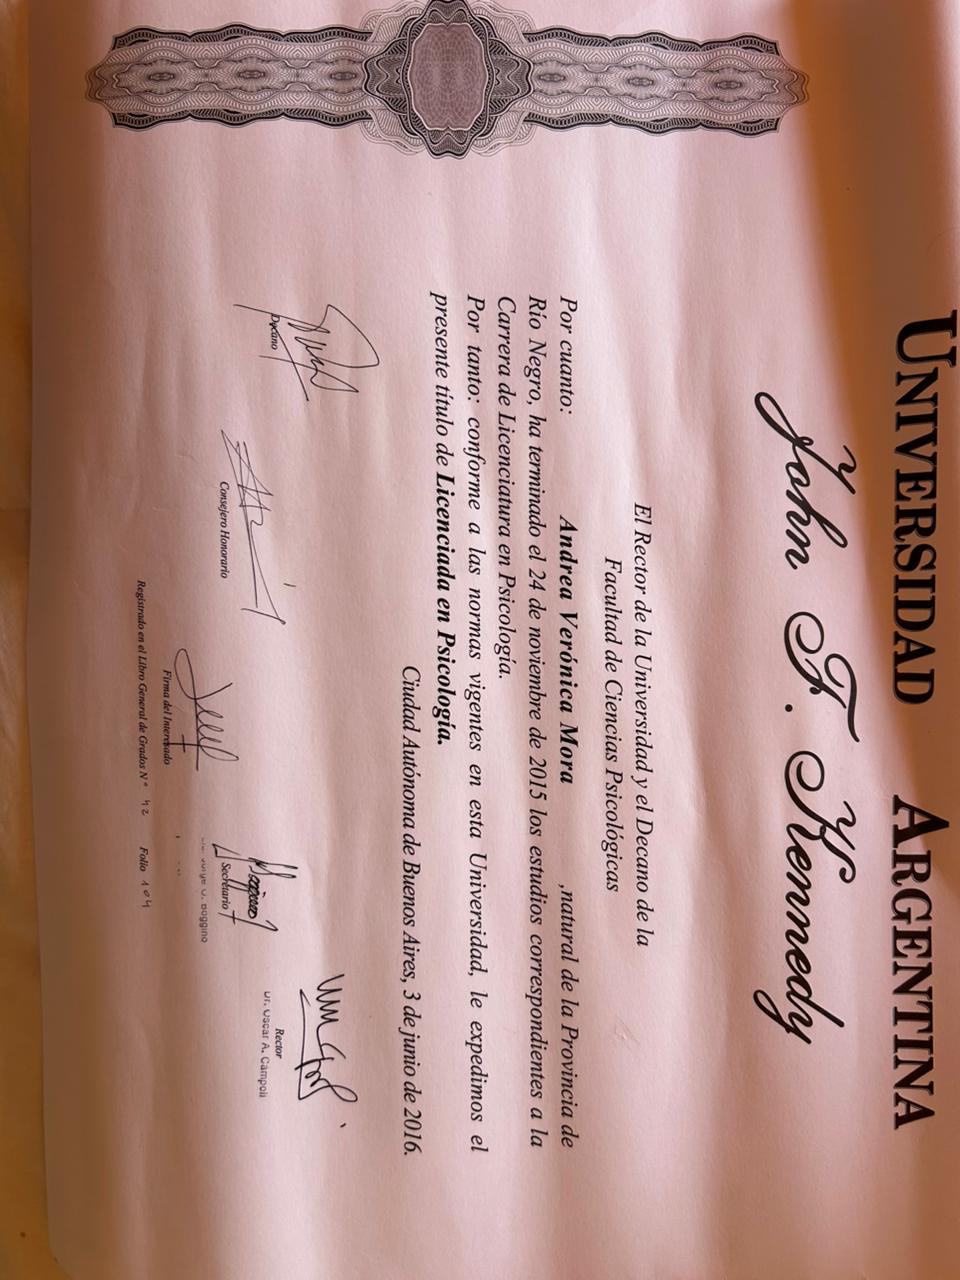 UNIVERSIDAD ARGENTINA
John F. Kennedy
El Rector de la Universidad y el Decano de la
Facultad de Ciencias Psicológicas
Por cuanto: Andrea Verónica Mora ,natural de la Provincia de
Río Negro, ha terminado el 24 de noviembre de 2015 los estudios correspondientes a la
Carrera de Licenciatura en Psicología.
Por tanto: conforme a las normas vigentes en esta Universidad, le expedimos el
presente título de Licenciada en Psicología.
Ciudad Autónoma de Buenos Aires, 3 de junio de 2016.
Decano
Consejero Honorario
Firma del Interesado
Secretario
Rector
Dr. Oscar A. Campoli
Registrado en el Libro General de Grados Nº 42 Folio 104